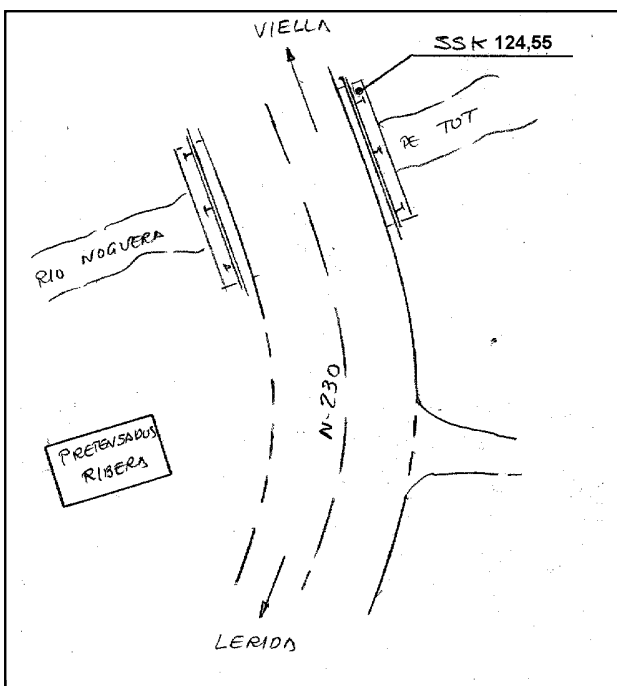 VIELLA
SSK 124,55
DE TOT
RIO NOGUERA
N-230
PRETENSADOS
RIBERA
LERIDA